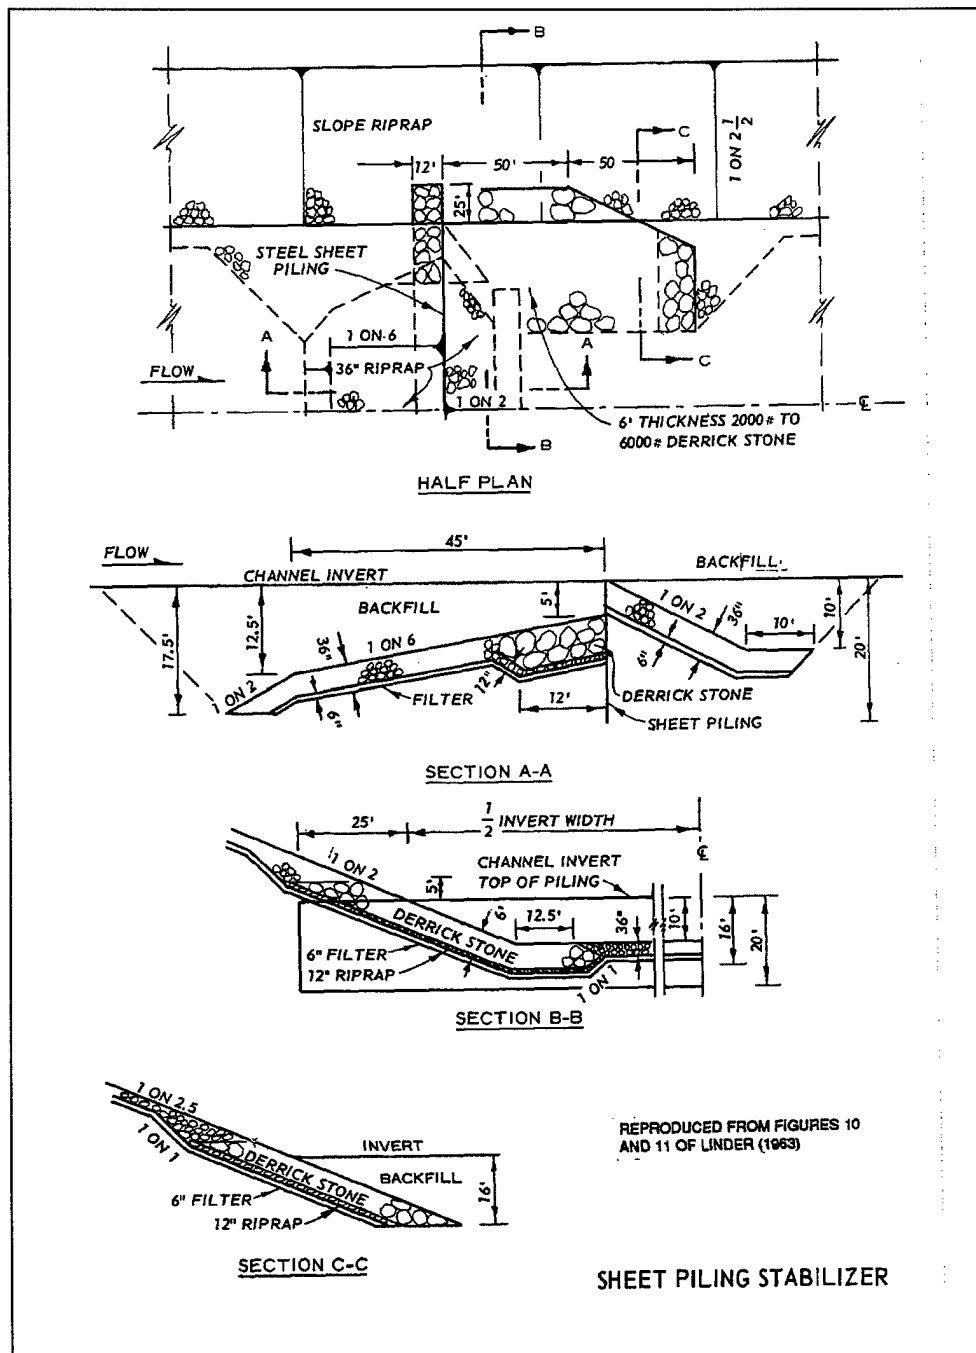 B
SLOPE RIPRAP
C
1 ON 2 1/2
12'
50'
50
25'
STEEL SHEET
PILING
1 ON 6
A
A
36" RIPRAP
C
FLOW
1 ON 2
℄
6' THICKNESS 2000# TO
6000# DERRICK STONE
B
HALF PLAN
45'
FLOW
BACKFILL
CHANNEL INVERT
BACKFILL
5'
1 ON 2
36"
10'
10'
20'
17.5'
12.5'
36"
1 ON 6
6"
12"
ON 2
FILTER
6"
12'
DERRICK STONE
SHEET PILING
SECTION A-A
25'
1/2 INVERT WIDTH
℄
1 ON 2
5'
CHANNEL INVERT
TOP OF PILING
6'
12.5'
36"
10'
16'
20'
DERRICK STONE
6" FILTER
12" RIPRAP
1 ON 1
SECTION B-B
1 ON 2.5
1 ON 1
INVERT
DERRICK STONE
BACKFILL
16'
6" FILTER
12" RIPRAP
SECTION C-C
REPRODUCED FROM FIGURES 10
AND 11 OF LINDER (1963)
SHEET PILING STABILIZER